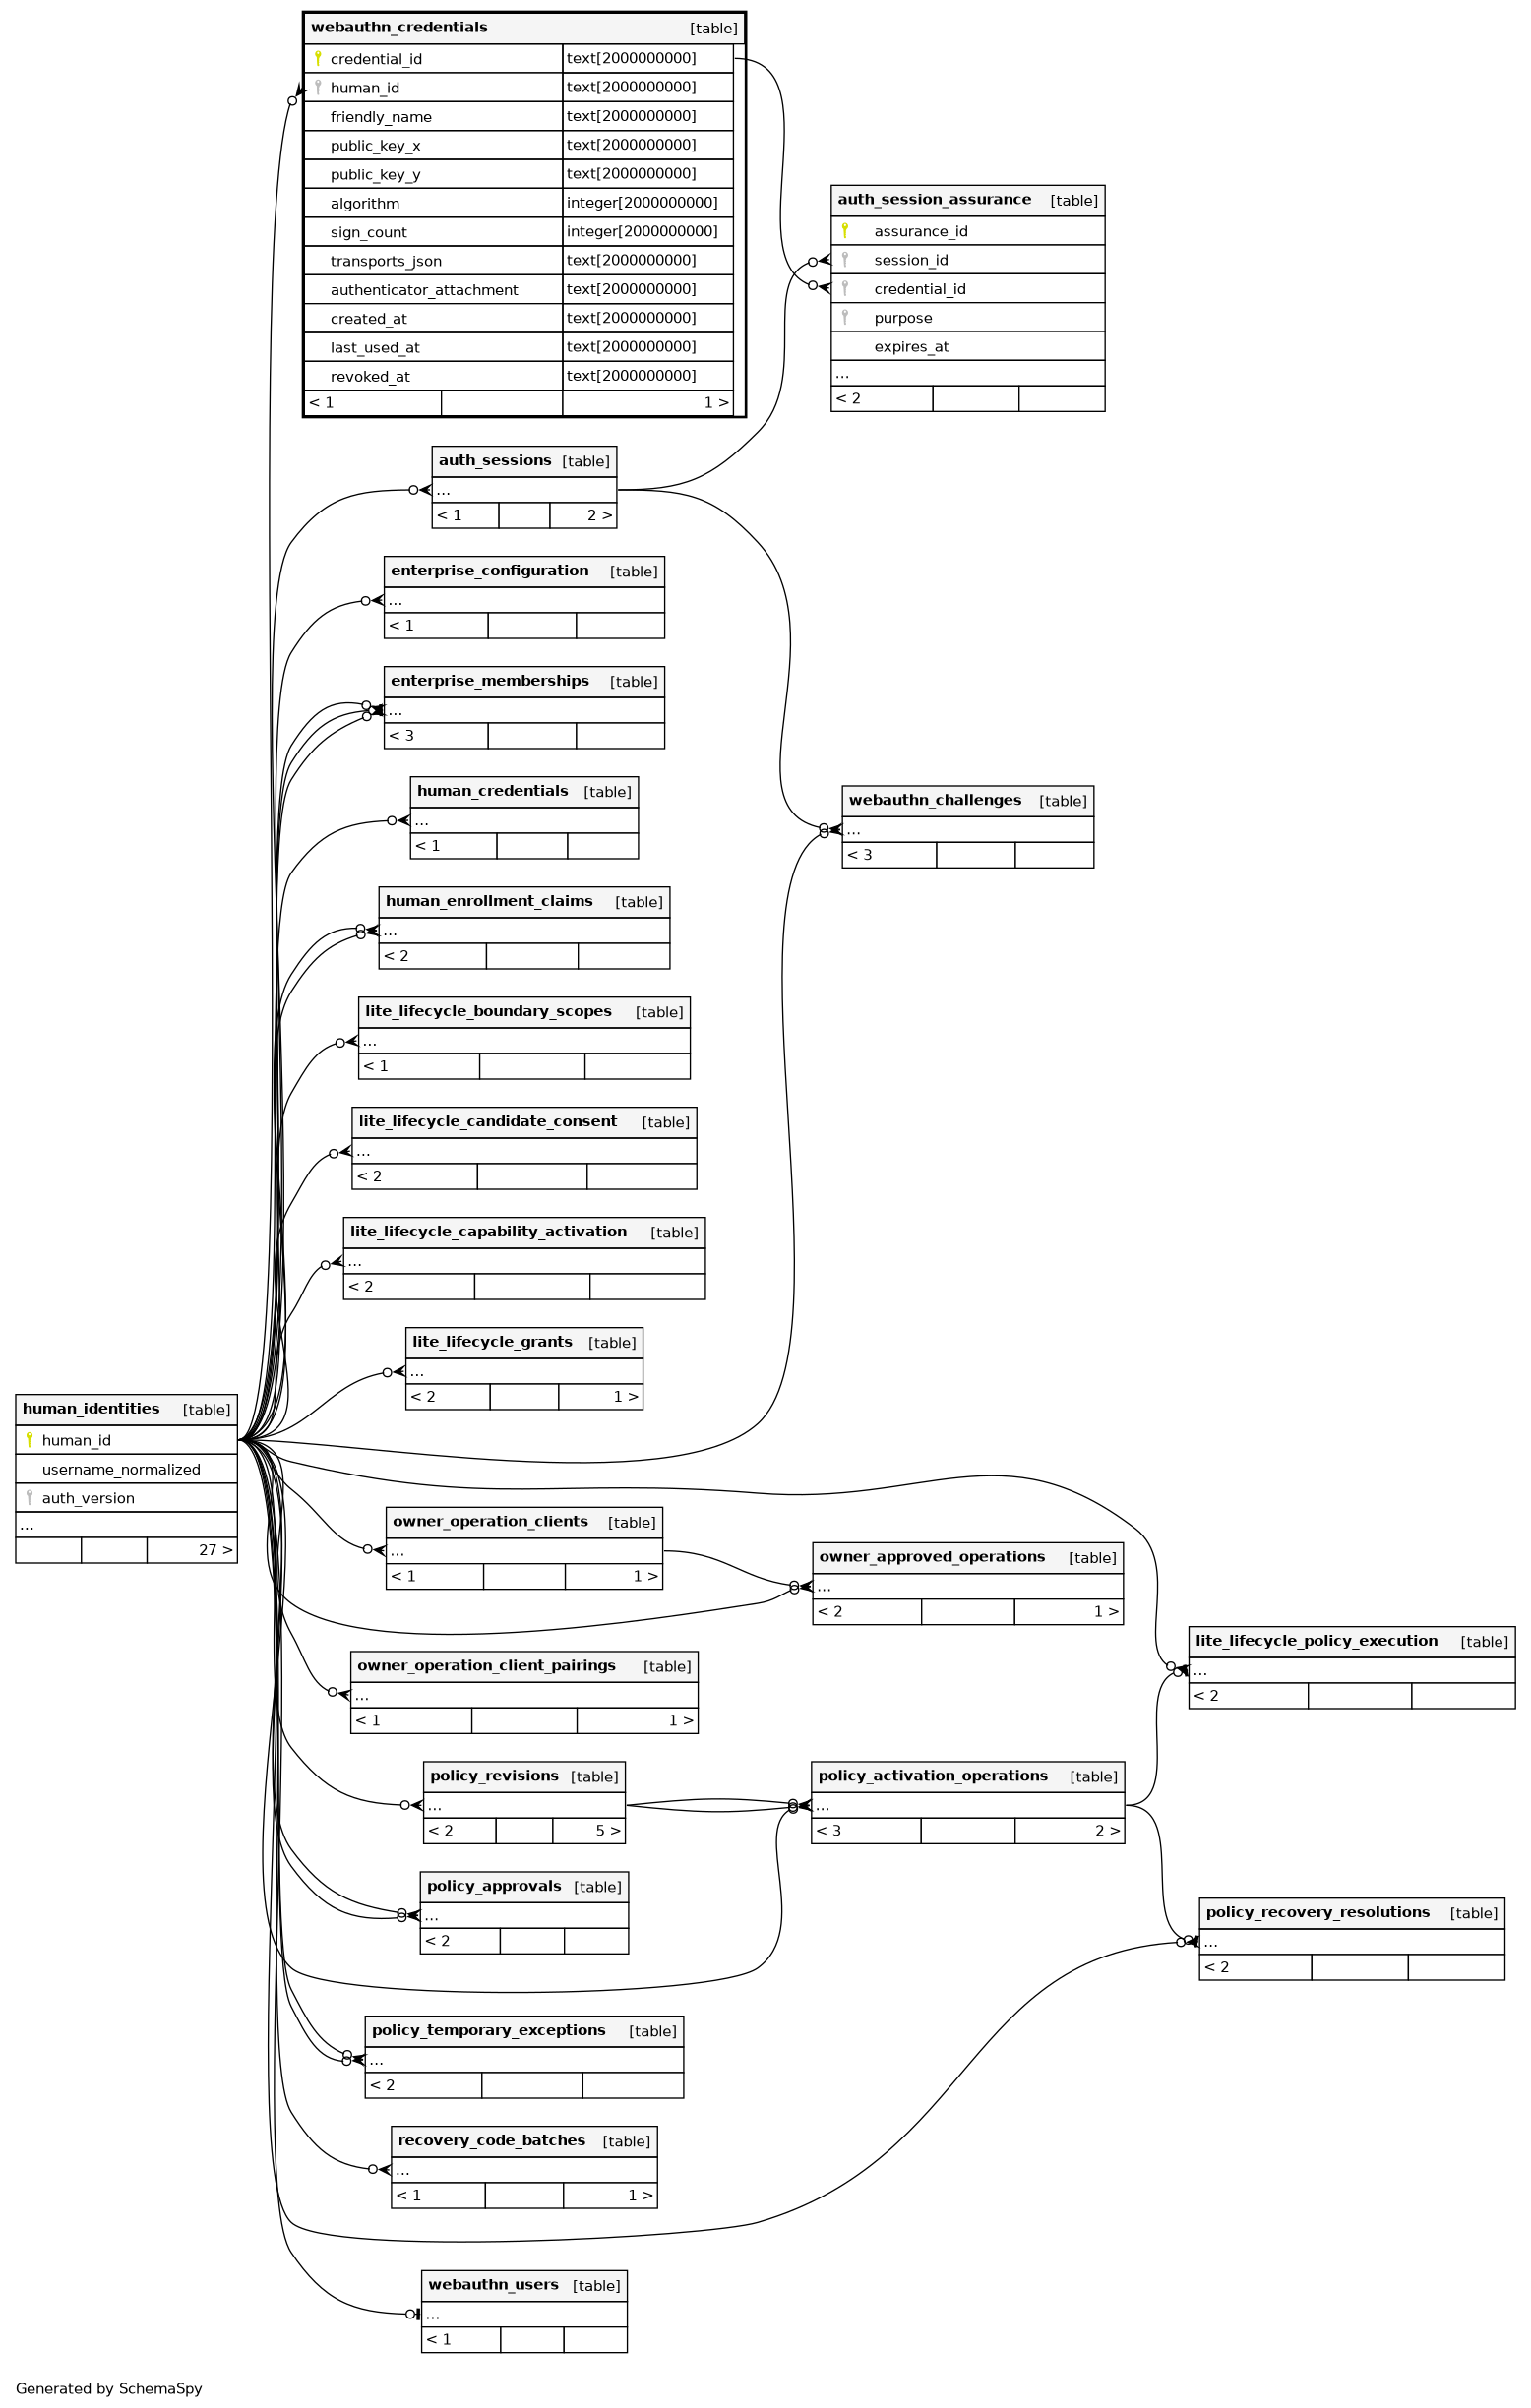 webauthn_credentials [table]
credential_id text[2000000000]
human_id text[2000000000]
friendly_name text[2000000000]
public_key_x text[2000000000]
public_key_y text[2000000000]
algorithm integer[2000000000]
sign_count integer[2000000000]
transports_json text[2000000000]
authenticator_attachment text[2000000000]
created_at text[2000000000]
last_used_at text[2000000000]
revoked_at text[2000000000]
< 1 1 >
auth_session_assurance [table]
assurance_id
session_id
credential_id
purpose
expires_at
...
< 2
auth_sessions [table]
...
< 1 2 >
enterprise_configuration [table]
...
< 1
enterprise_memberships [table]
...
< 3
human_credentials [table]
...
< 1
webauthn_challenges [table]
...
< 3
human_enrollment_claims [table]
...
< 2
lite_lifecycle_boundary_scopes [table]
...
< 1
lite_lifecycle_candidate_consent [table]
...
< 2
lite_lifecycle_capability_activation [table]
...
< 2
lite_lifecycle_grants [table]
...
< 2 1 >
human_identities [table]
human_id
username_normalized
auth_version
...
27 >
owner_operation_clients [table]
...
< 1 1 >
owner_approved_operations [table]
...
< 2 1 >
lite_lifecycle_policy_execution [table]
...
< 2
owner_operation_client_pairings [table]
...
< 1 1 >
policy_revisions [table]
...
< 2 5 >
policy_activation_operations [table]
...
< 3 2 >
policy_approvals [table]
...
< 2
policy_recovery_resolutions [table]
...
< 2
policy_temporary_exceptions [table]
...
< 2
recovery_code_batches [table]
...
< 1 1 >
webauthn_users [table]
...
< 1
Generated by SchemaSpy